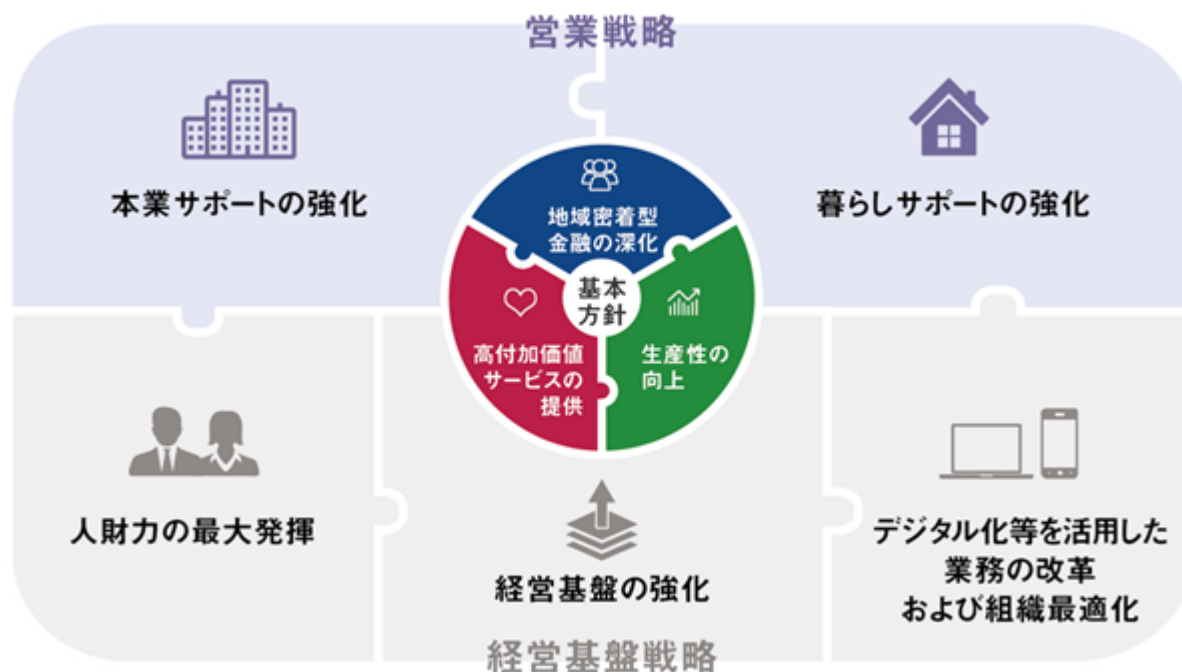 営業戦略
本業サポートの強化
暮らしサポートの強化
地域密着型
金融の深化
基本
方針
高付加価値
サービスの
提供
生産性の
向上
人財力の最大発揮
経営基盤の強化
デジタル化等を活用した
業務の改革
および組織最適化
経営基盤戦略